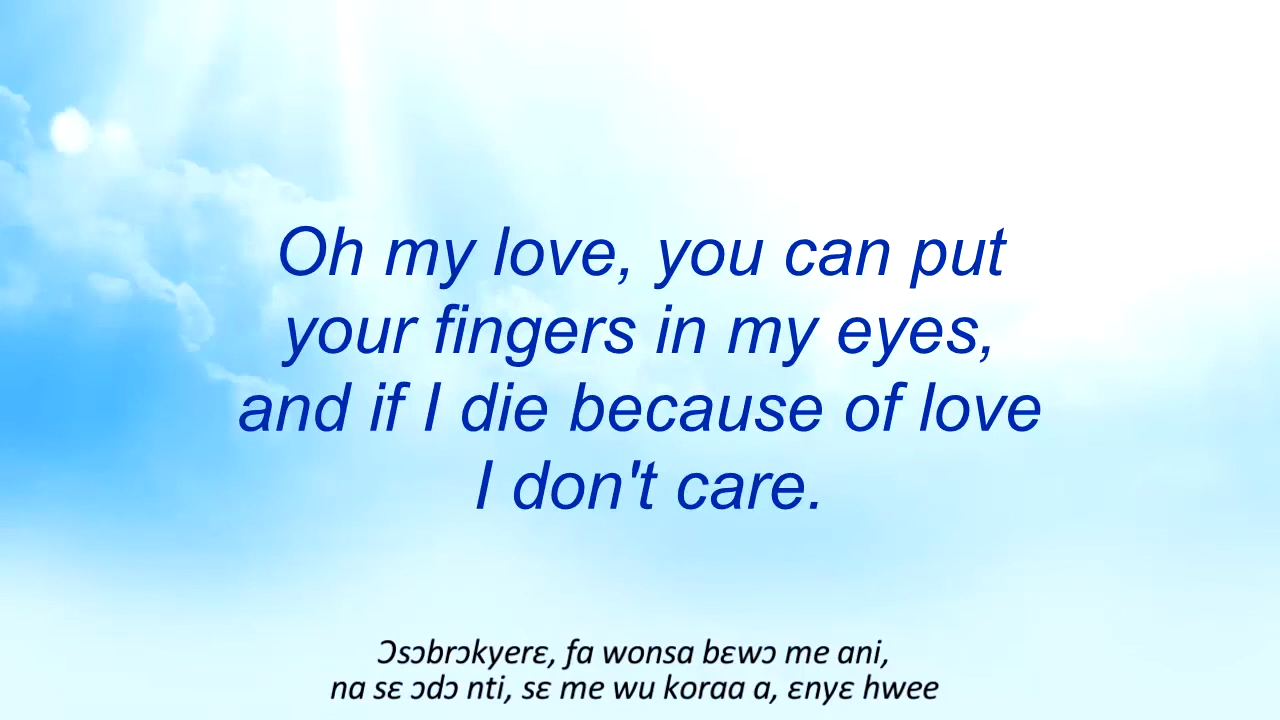 Oh my love, you can put
your fingers in my eyes,
and if I die because of love
I don't care.
Ɔsɔbrɔkyerɛ, fa wonsa bɛwɔ me ani,
na sɛ ɔdɔ nti, sɛ me wu koraa a, ɛnyɛ hwee